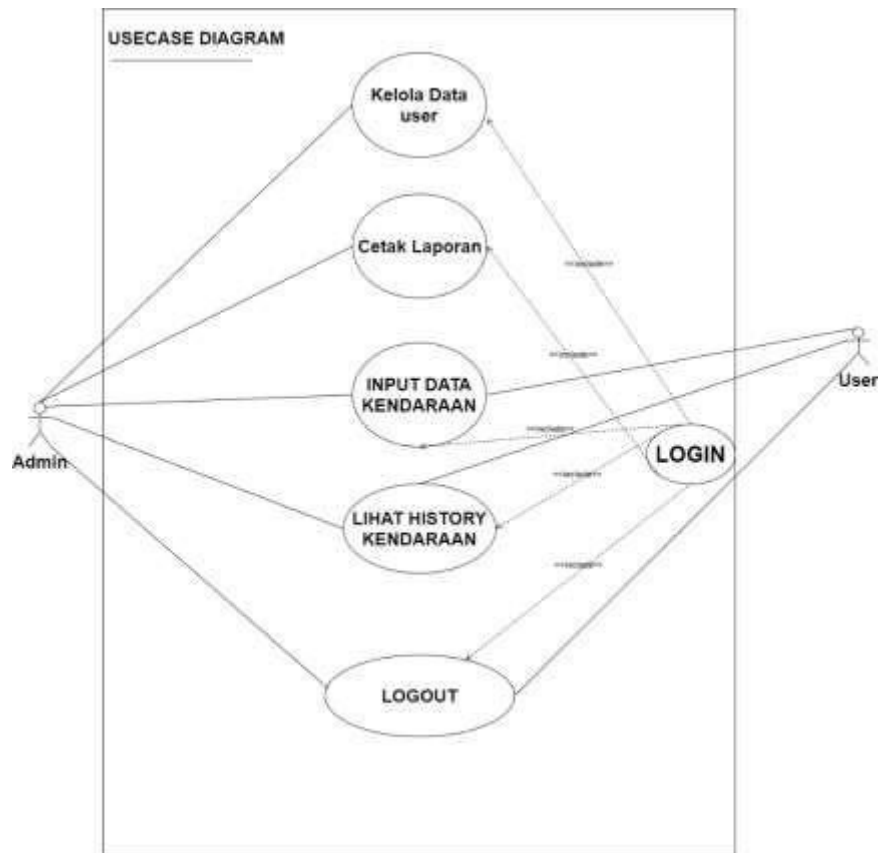 USECASE DIAGRAM
Kelola Data
user
Cetak Laporan
INPUT DATA
KENDARAAN
LIHAT HISTORY
KENDARAAN
LOGOUT
LOGIN
Admin
User